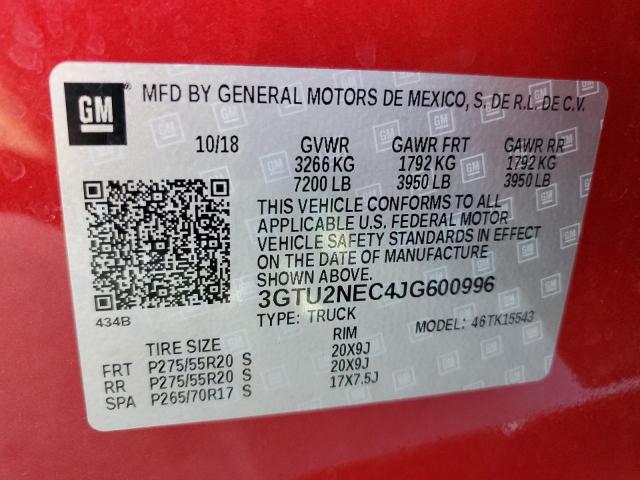 GM MFD BY GENERAL MOTORS DE MEXICO, S. DE R.L. DE C.V.
10/18 GVWR GAWR FRT GAWR RR
3266 KG 1792 KG 1792 KG
7200 LB 3950 LB 3950 LB
THIS VEHICLE CONFORMS TO ALL
APPLICABLE U.S. FEDERAL MOTOR
VEHICLE SAFETY STANDARDS IN EFFECT
ON THE DATE OF MANUFACTURE
SHOWN ABOVE.
3GTU2NEC4JG600996
434B TYPE: TRUCK MODEL: 46TK15543
TIRE SIZE RIM
FRT P275/55R20 S 20X9J
RR P275/55R20 S 20X9J
SPA P265/70R17 S 17X7.5J